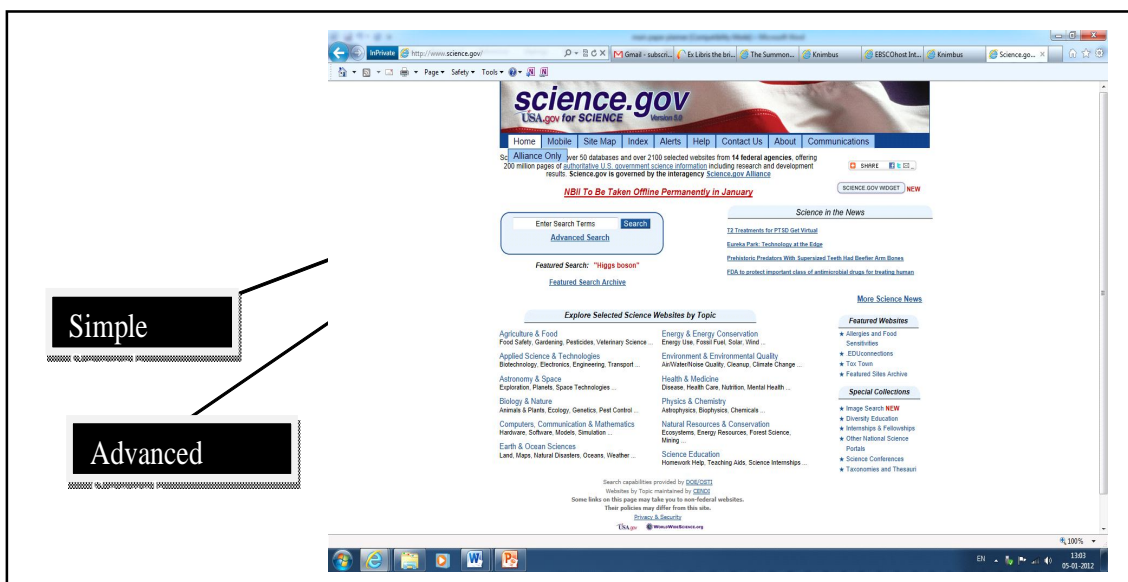 Simple
Advanced
InPrivate http://www.science.gov/
Gmail - subscri...
Ex Libris the bri...
The Summon...
Knimbus
EBSCOhost Int...
Knimbus
Science.go...
Page Safety Tools
science.gov
USA.gov for SCIENCE Version 5.0
Home Mobile Site Map Index Alerts Help Contact Us About Communications
Alliance Only
over 50 databases and over 2100 selected websites from 14 federal agencies, offering
200 million pages of authoritative U.S. government science information including research and development
results. Science.gov is governed by the interagency Science.gov Alliance
SHARE
NBII To Be Taken Offline Permanently in January
SCIENCE.GOV WIDGET NEW
Enter Search Terms Search
Advanced Search
Featured Search: "Higgs boson"
Featured Search Archive
Science in the News
T2 Treatments for PTSD Get Virtual
Eureka Park: Technology at the Edge
Prehistoric Predators With Supersized Teeth Had Beefier Arm Bones
FDA to protect important class of antimicrobial drugs for treating human
More Science News
Explore Selected Science Websites by Topic
Agriculture & Food
Food Safety, Gardening, Pesticides, Veterinary Science ...
Applied Science & Technologies
Biotechnology, Electronics, Engineering, Transport ...
Astronomy & Space
Exploration, Planets, Space Technologies ...
Biology & Nature
Animals & Plants, Ecology, Genetics, Pest Control ...
Computers, Communication & Mathematics
Hardware, Software, Models, Simulation ...
Earth & Ocean Sciences
Land, Maps, Natural Disasters, Oceans, Weather ...
Energy & Energy Conservation
Energy Use, Fossil Fuel, Solar, Wind ...
Environment & Environmental Quality
Air/Water/Noise Quality, Cleanup, Climate Change ...
Health & Medicine
Disease, Health Care, Nutrition, Mental Health ...
Physics & Chemistry
Astrophysics, Biophysics, Chemicals ...
Natural Resources & Conservation
Ecosystems, Energy Resources, Forest Science,
Mining ...
Science Education
Homework Help, Teaching Aids, Science Internships ...
Featured Websites
Allergies and Food
Sensitivities
.EDUconnections
Tox Town
Featured Sites Archive
Special Collections
Image Search NEW
Diversity Education
Internships & Fellowships
Other National Science
Portals
Science Conferences
Taxonomies and Thesauri
Search capabilities provided by DOE/OSTI
Websites by Topic maintained by CENDI
Some links on this page may take you to non-federal websites.
Their policies may differ from this site.
Privacy & Security
USA.gov WorldWideScience.org
100%
EN 13:03
05-01-2012